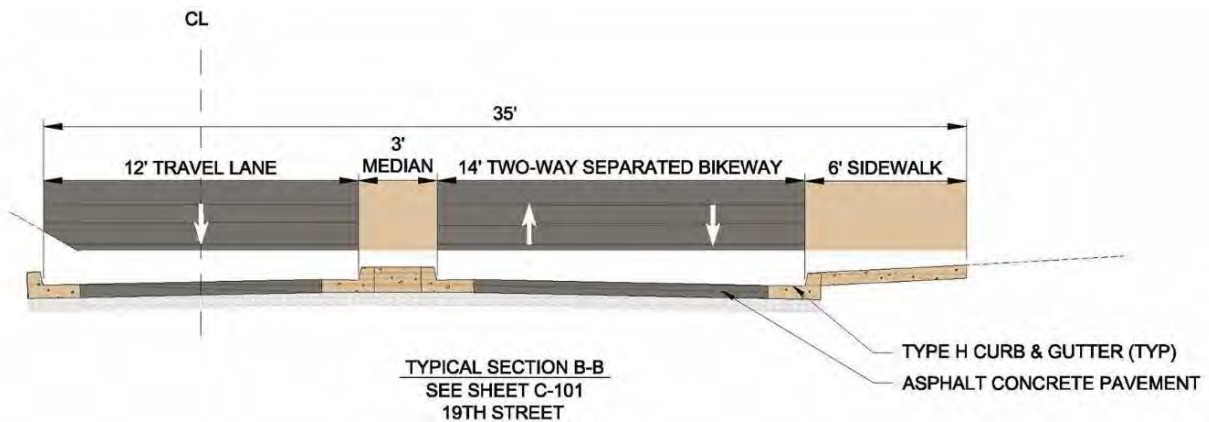 CL
35'
12' TRAVEL LANE
3'
MEDIAN
14' TWO-WAY SEPARATED BIKEWAY
6' SIDEWALK
TYPE H CURB & GUTTER (TYP)
ASPHALT CONCRETE PAVEMENT
TYPICAL SECTION B-B
SEE SHEET C-101
19TH STREET